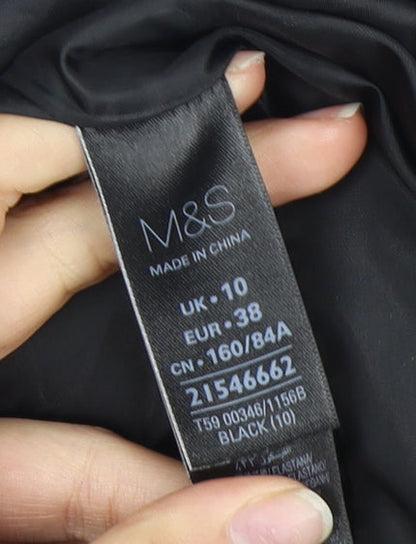 M&S
MADE IN CHINA
UK • 10
EUR • 38
CN • 160/84A
21546662
T59 00346/1156B
BLACK (10)